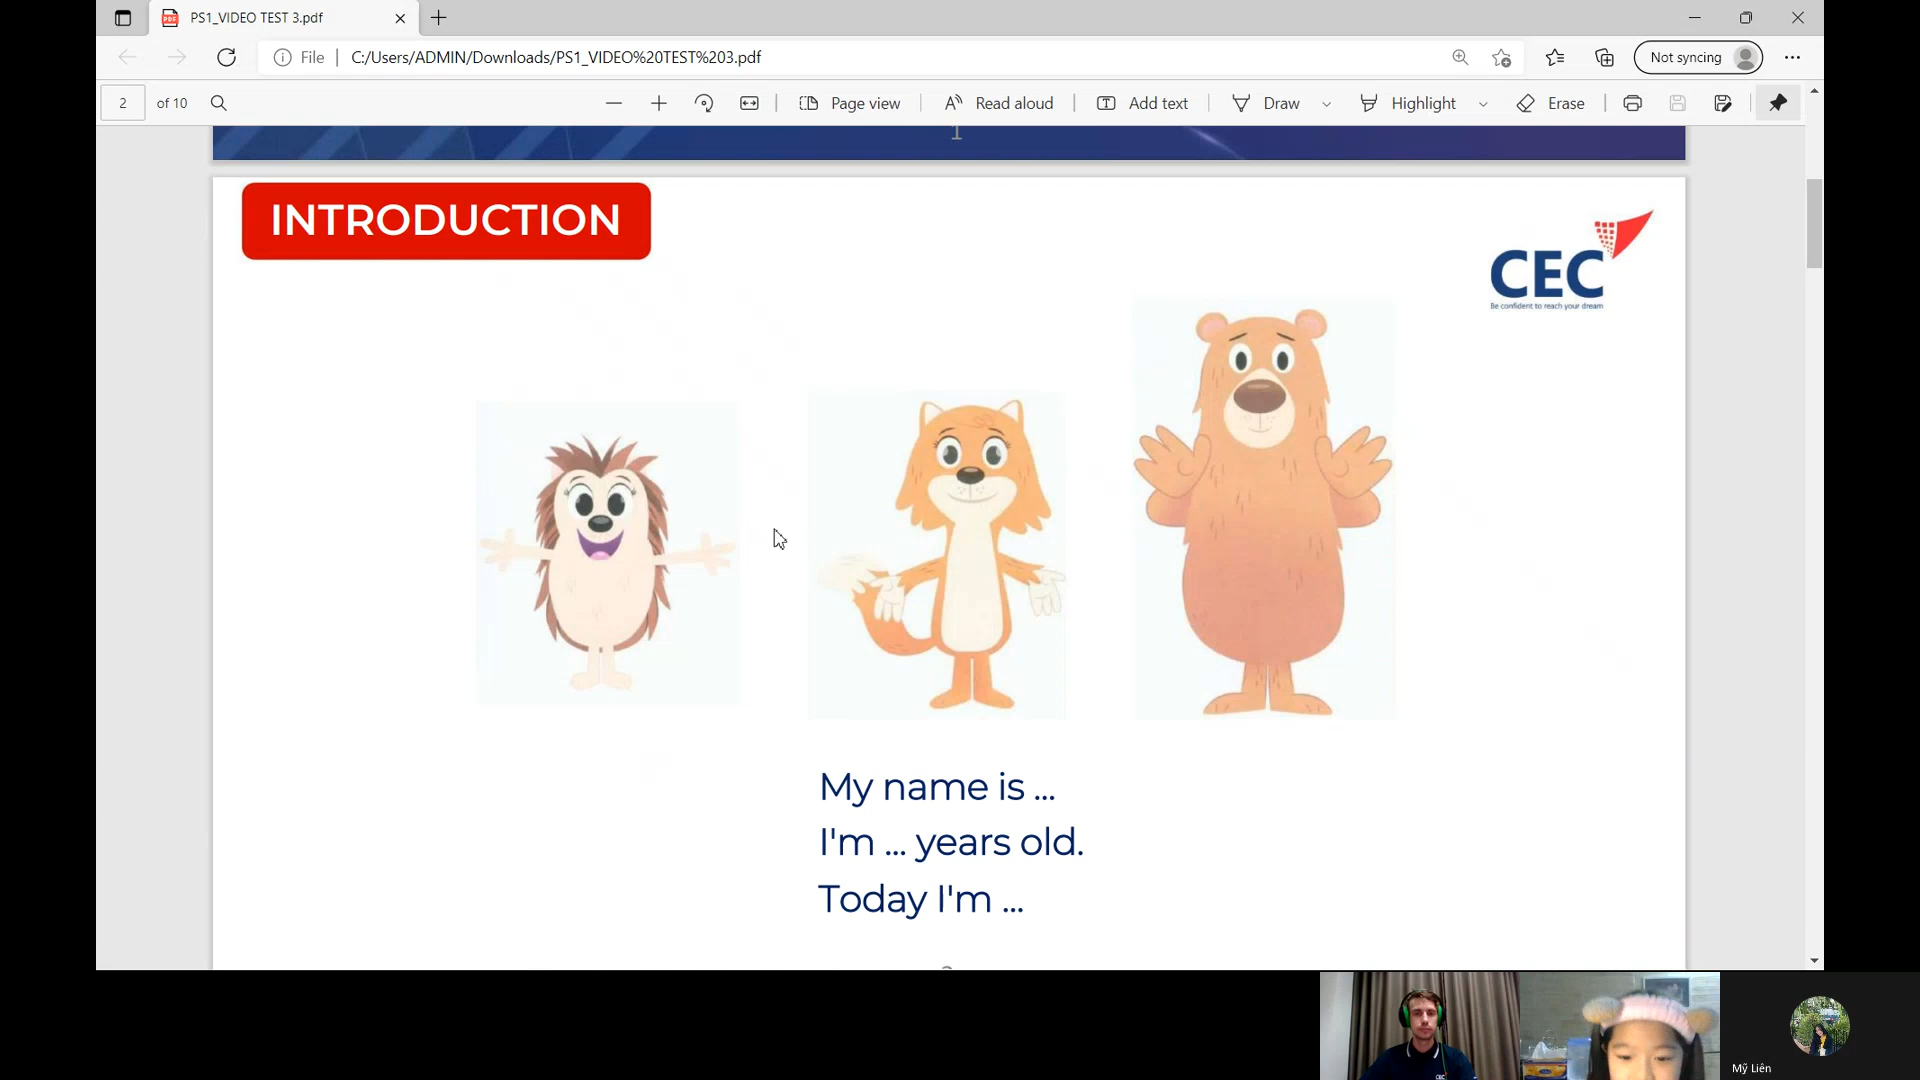 PS1_VIDEO TEST 3.pdf
File
C:/Users/ADMIN/Downloads/PS1_VIDEO%20TEST%203.pdf
Not syncing
2 of 10
Page view
Read aloud
Add text
Draw
Highlight
Erase
1
INTRODUCTION
CEC
Be confident to reach your dream
My name is ...
I'm ... years old.
Today I'm ...
CEC
Mỹ Liên